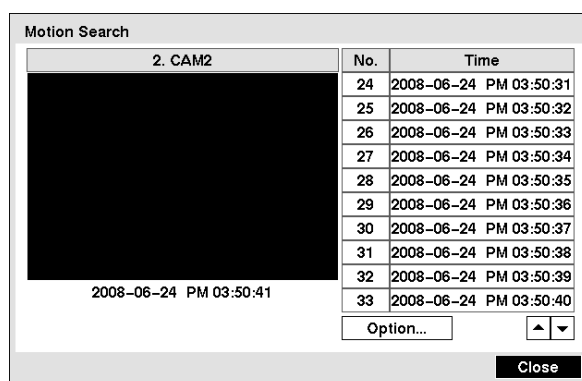 Motion Search
2. CAM2
2008-06-24 PM 03:50:41
No. Time
24 2008-06-24 PM 03:50:31
25 2008-06-24 PM 03:50:32
26 2008-06-24 PM 03:50:33
27 2008-06-24 PM 03:50:34
28 2008-06-24 PM 03:50:35
29 2008-06-24 PM 03:50:36
30 2008-06-24 PM 03:50:37
31 2008-06-24 PM 03:50:38
32 2008-06-24 PM 03:50:39
33 2008-06-24 PM 03:50:40
Option...
Close